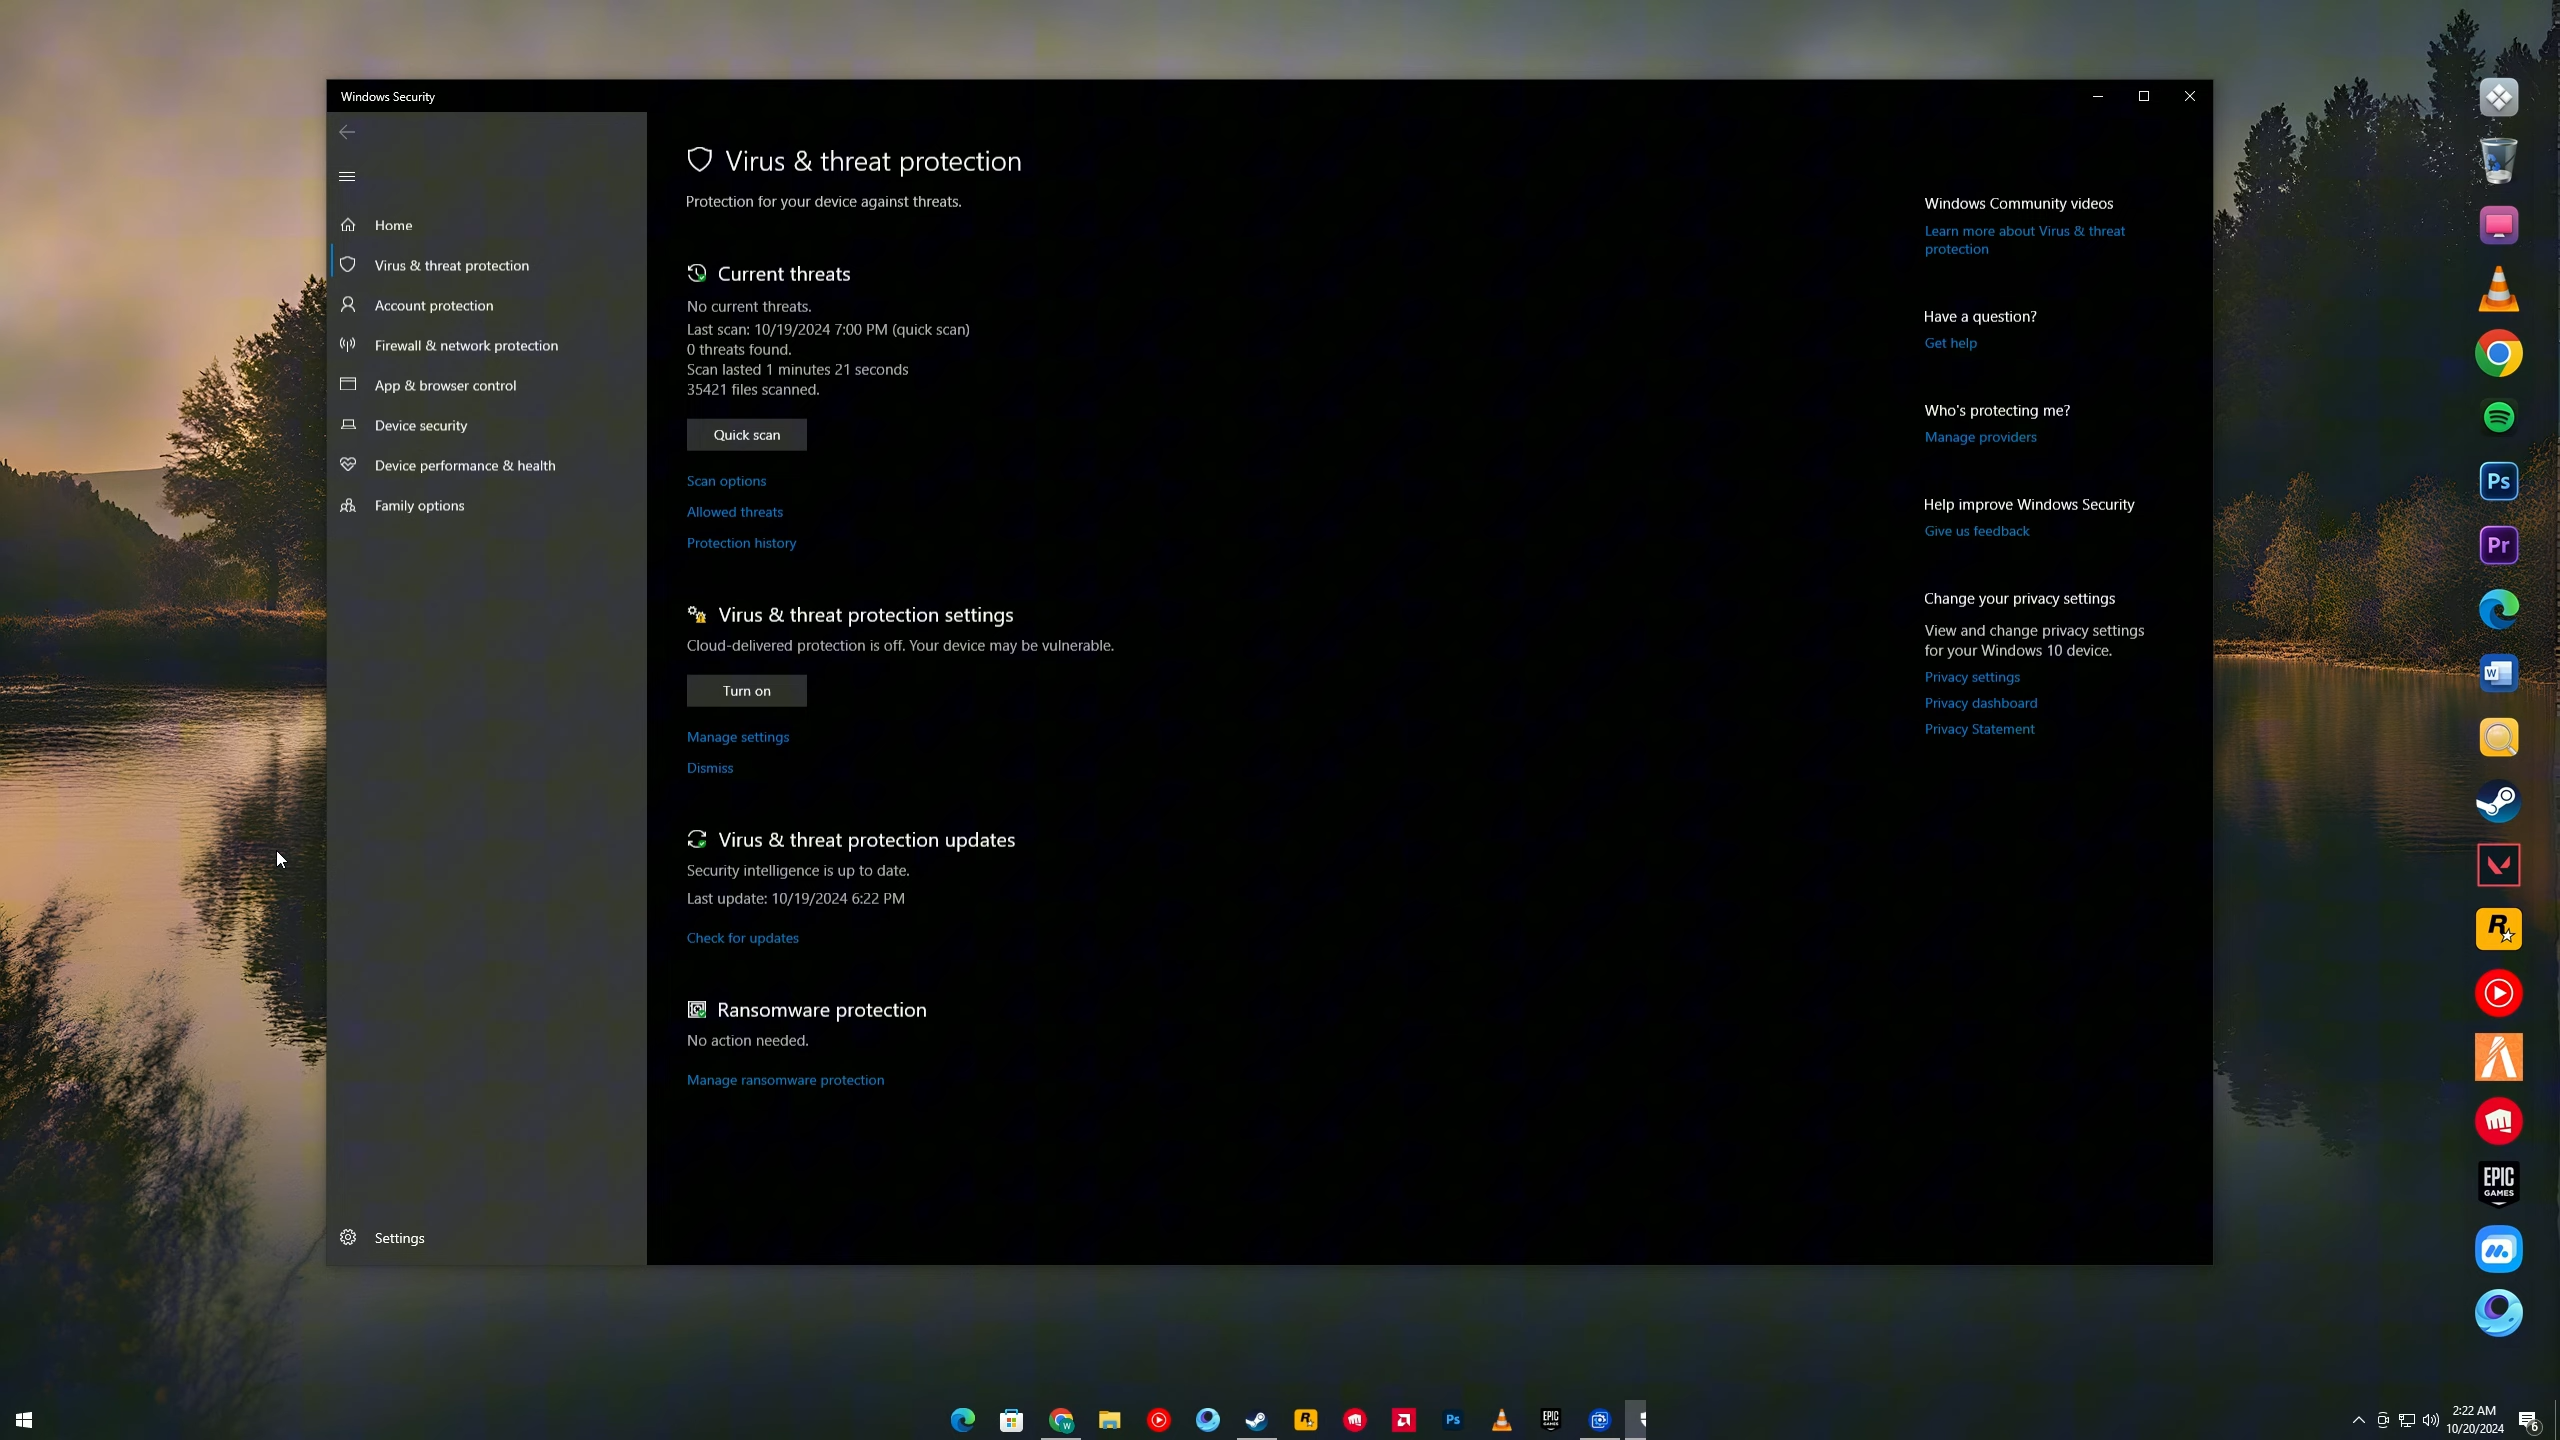 Windows Security
Home
Virus & threat protection
Account protection
Firewall & network protection
App & browser control
Device security
Device performance & health
Family options
Settings
Virus & threat protection
Protection for your device against threats.
Current threats
No current threats.
Last scan: 10/19/2024 7:00 PM (quick scan)
0 threats found.
Scan lasted 1 minutes 21 seconds
35421 files scanned.
Quick scan
Scan options
Allowed threats
Protection history
Virus & threat protection settings
Cloud-delivered protection is off. Your device may be vulnerable.
Turn on
Manage settings
Dismiss
Virus & threat protection updates
Security intelligence is up to date.
Last update: 10/19/2024 6:22 PM
Check for updates
Ransomware protection
No action needed.
Manage ransomware protection
Windows Community videos
Learn more about Virus & threat
protection
Have a question?
Get help
Who's protecting me?
Manage providers
Help improve Windows Security
Give us feedback
Change your privacy settings
View and change privacy settings
for your Windows 10 device.
Privacy settings
Privacy dashboard
Privacy Statement
Ps
Pr
W
R
EPIC
GAMES
W
R
Ps
EPIC
2:22 AM
10/20/2024
6